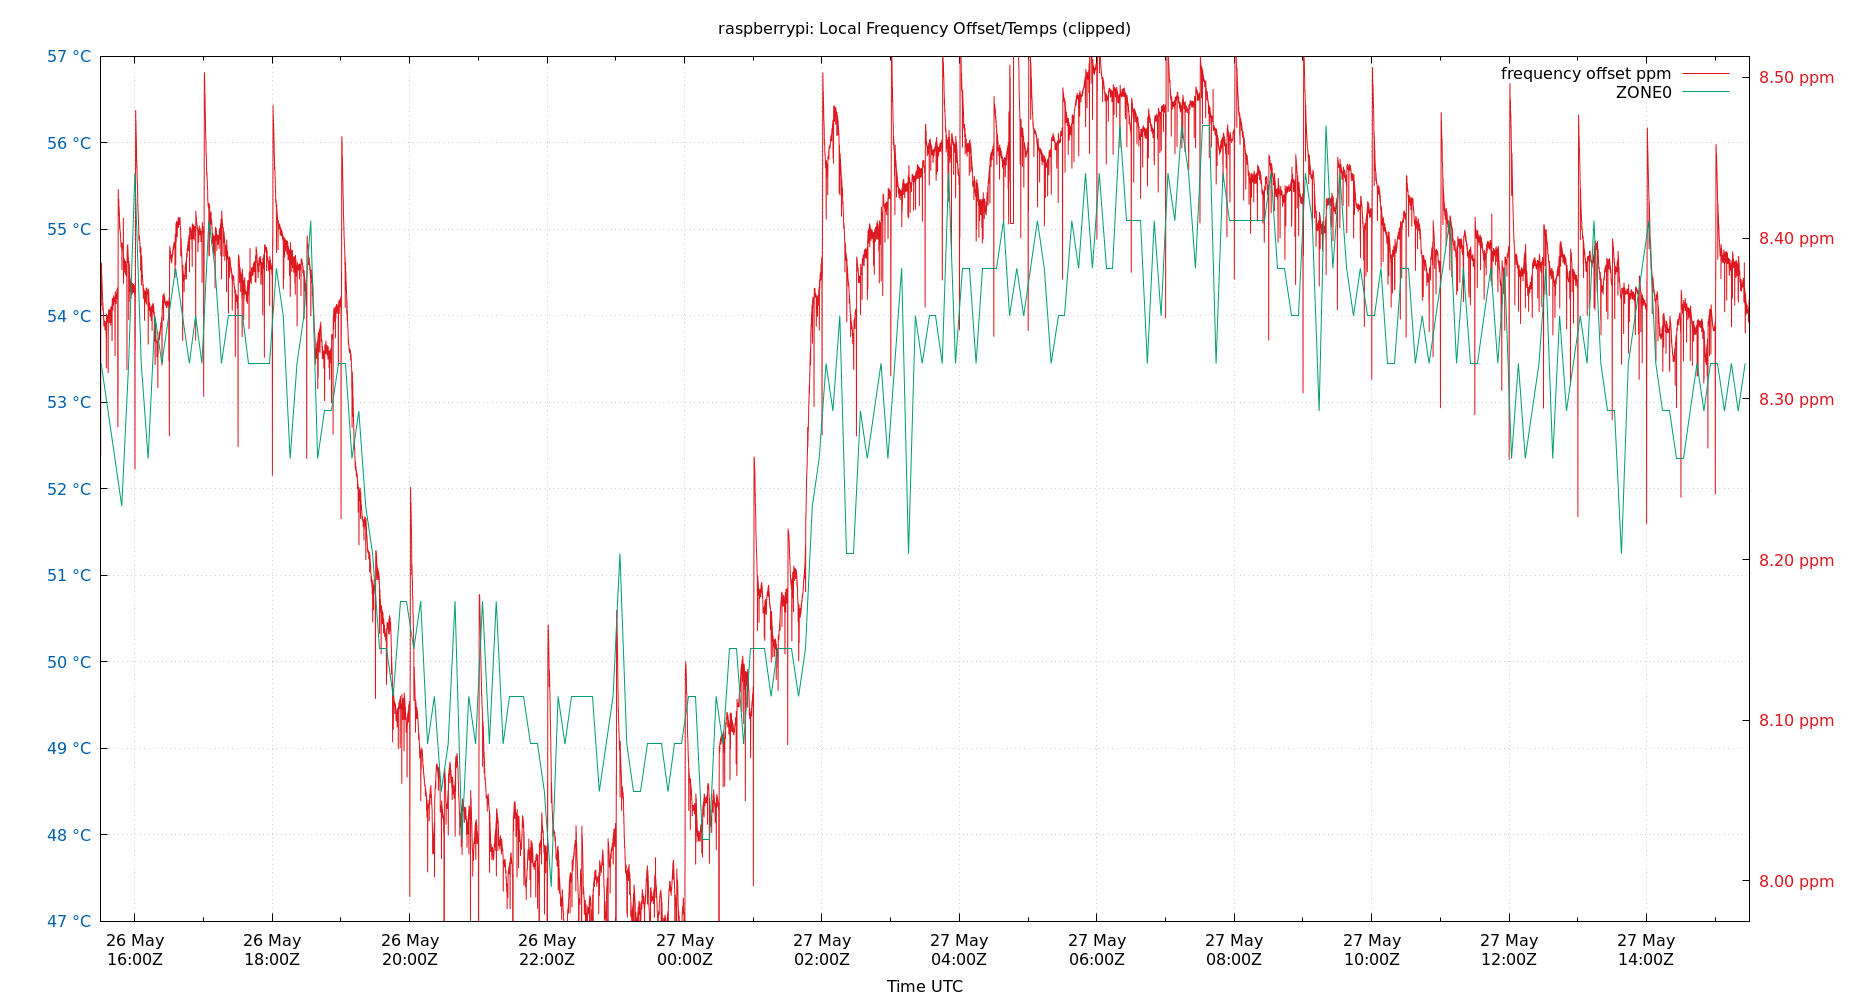 raspberrypi: Local Frequency Offset/Temps (clipped)
frequency offset ppm
ZONE0
57 °C
56 °C
55 °C
54 °C
53 °C
52 °C
51 °C
50 °C
49 °C
48 °C
47 °C
8.50 ppm
8.40 ppm
8.30 ppm
8.20 ppm
8.10 ppm
8.00 ppm
26 May
16:00Z
26 May
18:00Z
26 May
20:00Z
26 May
22:00Z
27 May
00:00Z
27 May
02:00Z
27 May
04:00Z
27 May
06:00Z
27 May
08:00Z
27 May
10:00Z
27 May
12:00Z
27 May
14:00Z
Time UTC